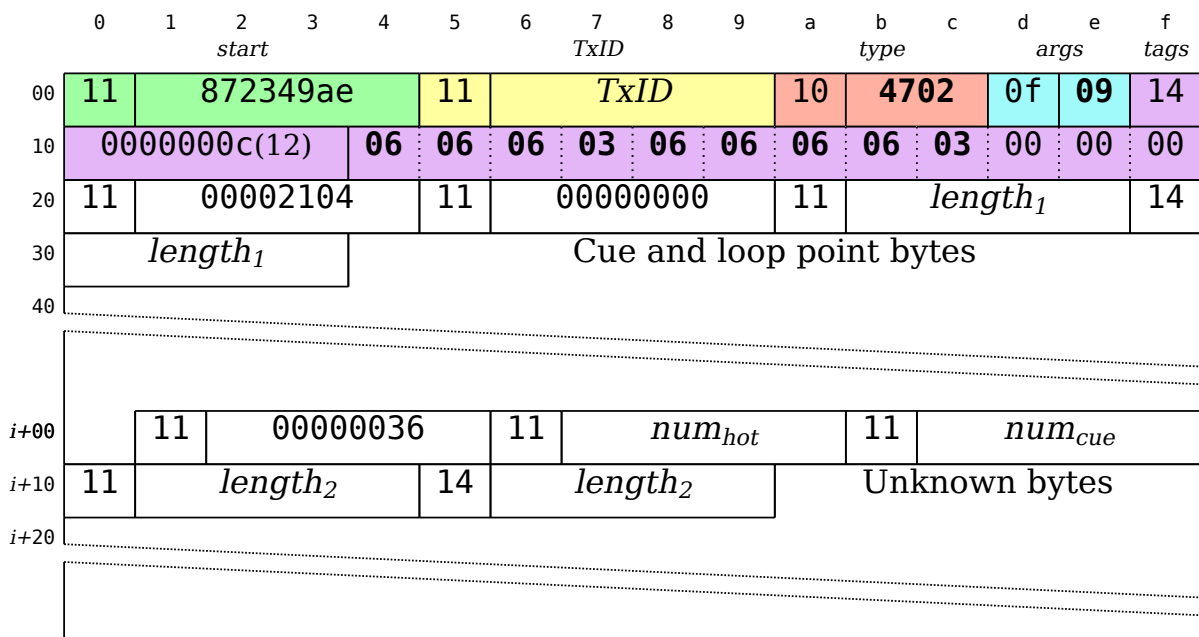 0 1 2 3 4 5 6 7 8 9 a b c d e f
start TxID type args tags
00 11 872349ae 11 TxID 10 4702 0f 09 14
10 0000000c(12) 06 06 06 03 06 06 06 06 03 00 00 00
20 11 00002104 11 00000000 11 length1 14
30 length1 Cue and loop point bytes
40
i+00 11 00000036 11 numhot 11 numcue
i+10 11 length2 14 length2 Unknown bytes
i+20